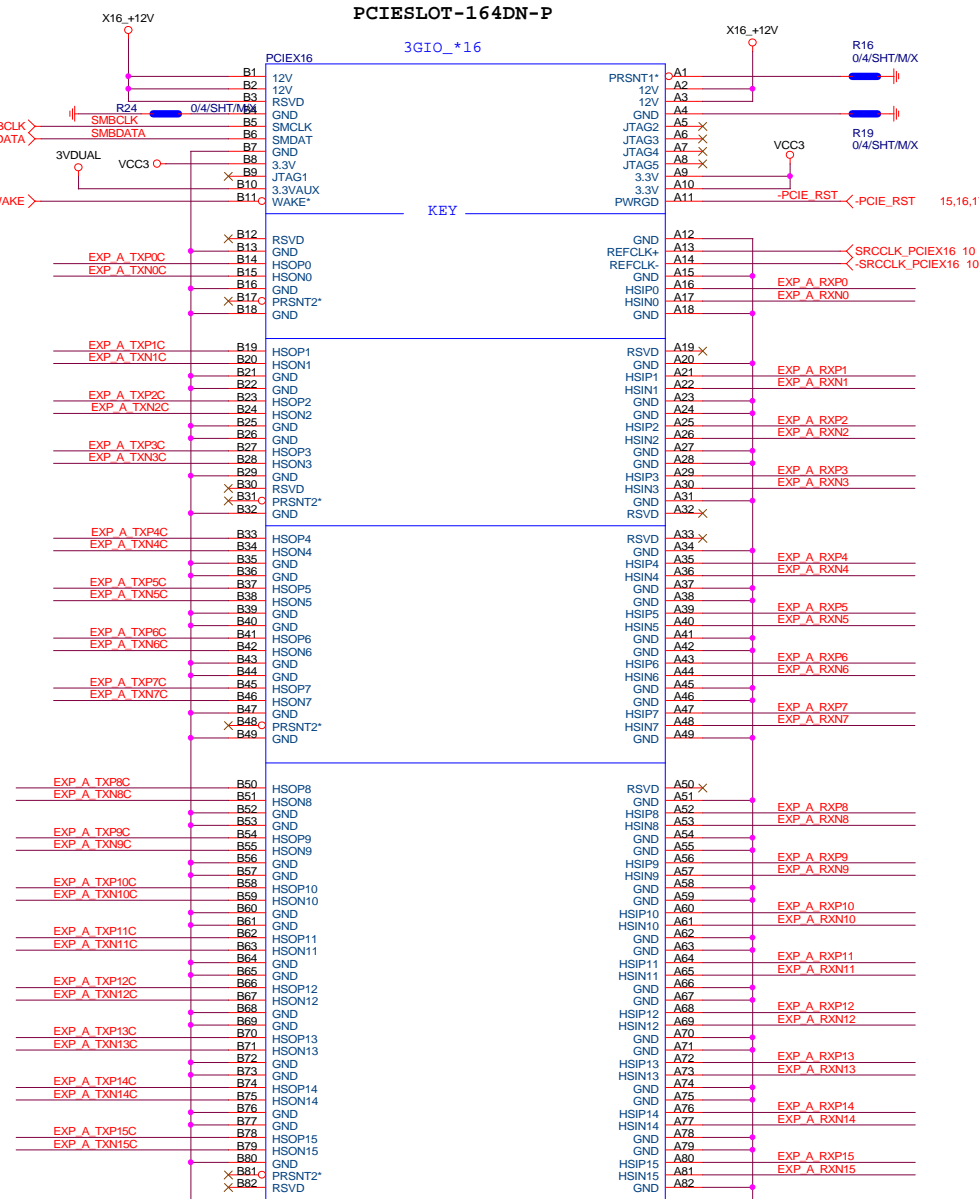 PCIESLOT-164DN-P
X16_+12V
X16_+12V
3GIO_*16
PCIEX16
R16
0/4/SHT/M/X
B1 12V PRSNT1* A1
B2 12V 12V A2
B3 RSVD 12V A3
R24 0/4/SHT/M/X GND GND A4
SMBCLK B5 SMCLK JTAG2 A5
SMBDATA B6 SMDAT JTAG3 A6
R19
0/4/SHT/M/X
B7 GND JTAG4 A7
3VDUAL VCC3 B8 3.3V JTAG5 A8
VCC3
B9 JTAG1 3.3V A9
B10 3.3VAUX 3.3V A10
WAKE B11 WAKE* PWRGD A11 -PCIE_RST -PCIE_RST 15,16,1
KEY
B12 RSVD GND A12
B13 GND REFCLK+ A13 SRCCLK_PCIEX16 10
EXP_A_TXP0C B14 HSOP0 REFCLK- A14 -SRCCLK_PCIEX16 10
EXP_A_TXN0C B15 HSON0 GND A15
B16 GND HSIP0 A16 EXP_A_RXP0
B17 PRSNT2* HSIN0 A17 EXP_A_RXN0
B18 GND GND A18
EXP_A_TXP1C B19 HSOP1 RSVD A19
EXP_A_TXN1C B20 HSON1 GND A20
B21 GND HSIP1 A21 EXP_A_RXP1
B22 GND HSIN1 A22 EXP_A_RXN1
EXP_A_TXP2C B23 HSOP2 GND A23
EXP_A_TXN2C B24 HSON2 GND A24
B25 GND HSIP2 A25 EXP_A_RXP2
B26 GND HSIN2 A26 EXP_A_RXN2
EXP_A_TXP3C B27 HSOP3 GND A27
EXP_A_TXN3C B28 HSON3 GND A28
B29 GND HSIP3 A29 EXP_A_RXP3
B30 RSVD HSIN3 A30 EXP_A_RXN3
B31 PRSNT2* GND A31
B32 GND RSVD A32
EXP_A_TXP4C B33 HSOP4 RSVD A33
EXP_A_TXN4C B34 HSON4 GND A34
B35 GND HSIP4 A35 EXP_A_RXP4
B36 GND HSIN4 A36 EXP_A_RXN4
EXP_A_TXP5C B37 HSOP5 GND A37
EXP_A_TXN5C B38 HSON5 GND A38
B39 GND HSIP5 A39 EXP_A_RXP5
B40 GND HSIN5 A40 EXP_A_RXN5
EXP_A_TXP6C B41 HSOP6 GND A41
EXP_A_TXN6C B42 HSON6 GND A42
B43 GND HSIP6 A43 EXP_A_RXP6
B44 GND HSIN6 A44 EXP_A_RXN6
EXP_A_TXP7C B45 HSOP7 GND A45
EXP_A_TXN7C B46 HSON7 GND A46
B47 GND HSIP7 A47 EXP_A_RXP7
B48 PRSNT2* HSIN7 A48 EXP_A_RXN7
B49 GND GND A49
EXP_A_TXP8C B50 HSOP8 RSVD A50
EXP_A_TXN8C B51 HSON8 GND A51
B52 GND HSIP8 A52 EXP_A_RXP8
B53 GND HSIN8 A53 EXP_A_RXN8
EXP_A_TXP9C B54 HSOP9 GND A54
EXP_A_TXN9C B55 HSON9 GND A55
B56 GND HSIP9 A56 EXP_A_RXP9
B57 GND HSIN9 A57 EXP_A_RXN9
EXP_A_TXP10C B58 HSOP10 GND A58
EXP_A_TXN10C B59 HSON10 GND A59
B60 GND HSIP10 A60 EXP_A_RXP10
B61 GND HSIN10 A61 EXP_A_RXN10
EXP_A_TXP11C B62 HSOP11 GND A62
EXP_A_TXN11C B63 HSON11 GND A63
B64 GND HSIP11 A64 EXP_A_RXP11
B65 GND HSIN11 A65 EXP_A_RXN11
EXP_A_TXP12C B66 HSOP12 GND A66
EXP_A_TXN12C B67 HSON12 GND A67
B68 GND HSIP12 A68 EXP_A_RXP12
B69 GND HSIN12 A69 EXP_A_RXN12
EXP_A_TXP13C B70 HSOP13 GND A70
EXP_A_TXN13C B71 HSON13 GND A71
B72 GND HSIP13 A72 EXP_A_RXP13
B73 GND HSIN13 A73 EXP_A_RXN13
EXP_A_TXP14C B74 HSOP14 GND A74
EXP_A_TXN14C B75 HSON14 GND A75
B76 GND HSIP14 A76 EXP_A_RXP14
B77 GND HSIN14 A77 EXP_A_RXN14
EXP_A_TXP15C B78 HSOP15 GND A78
EXP_A_TXN15C B79 HSON15 GND A79
B80 GND HSIP15 A80 EXP_A_RXP15
B81 PRSNT2* HSIN15 A81 EXP_A_RXN15
B82 RSVD GND A82